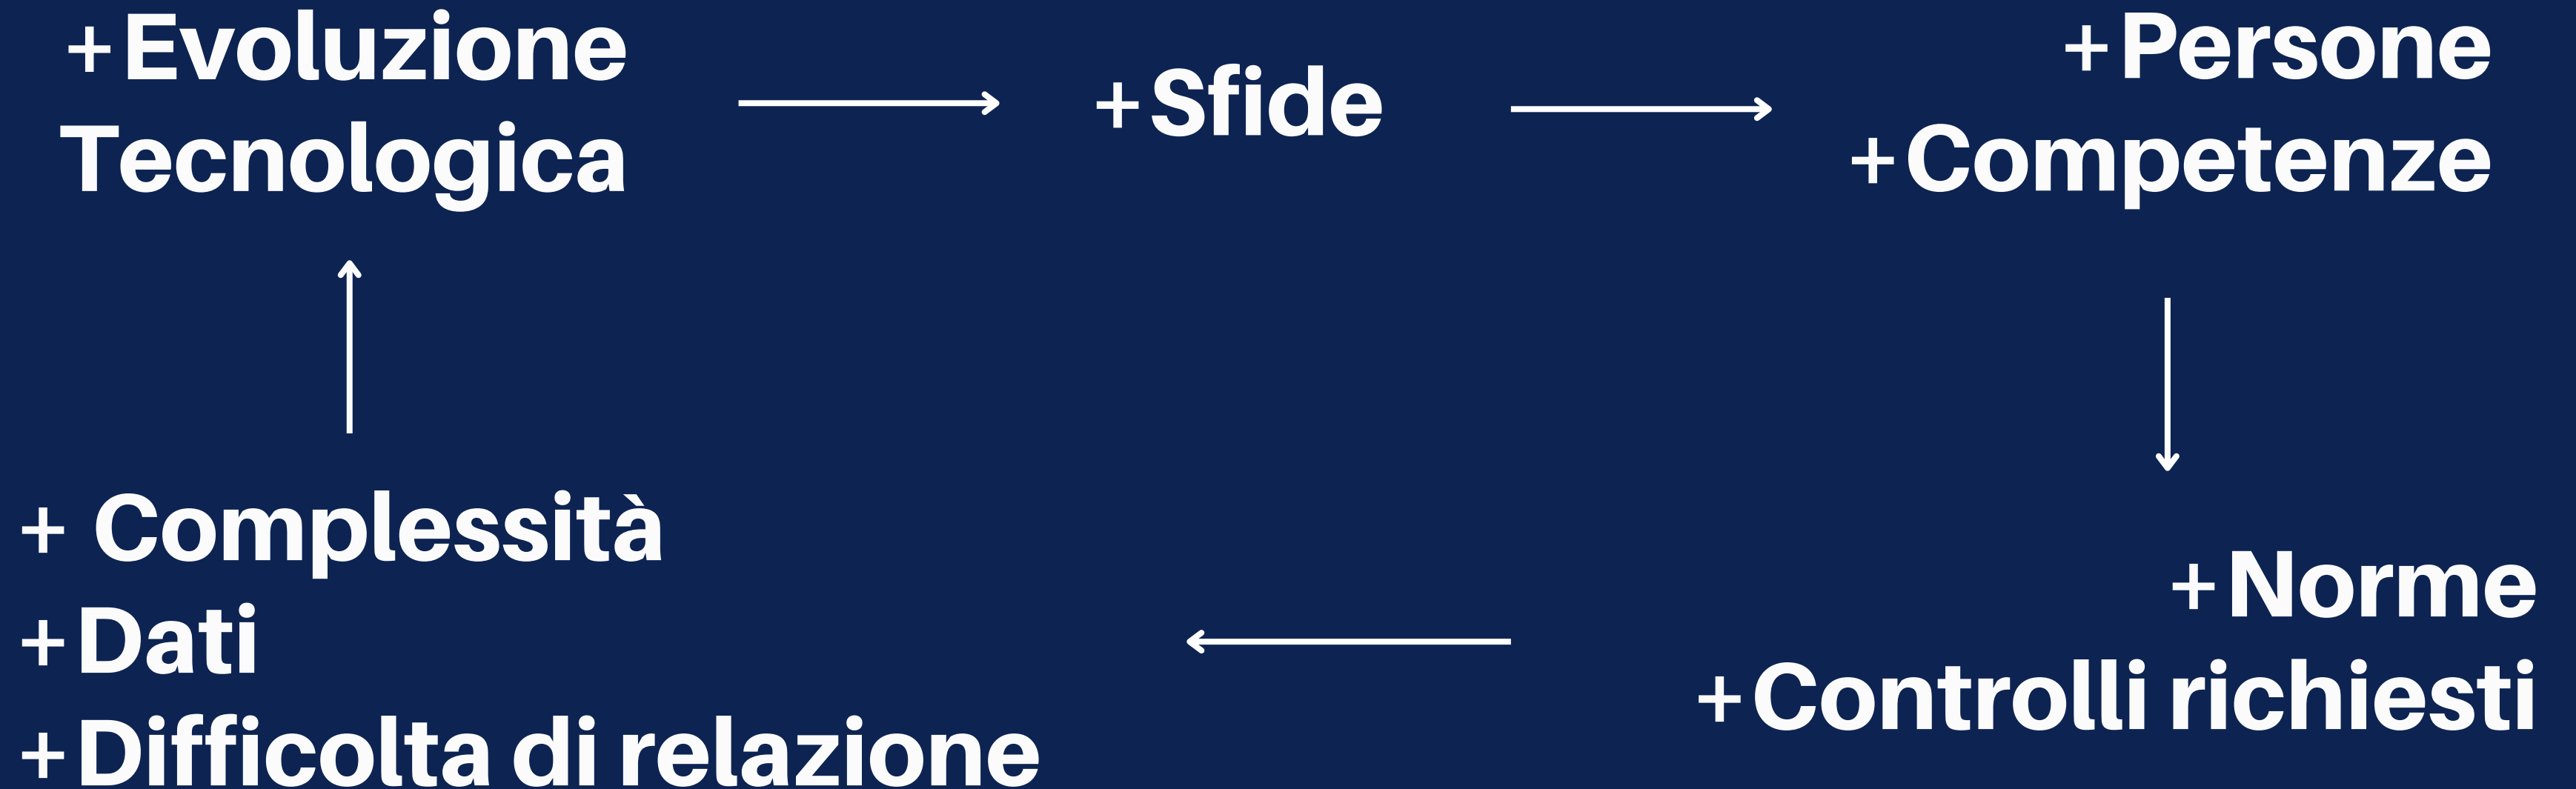 +Evoluzione
Tecnologica
+Sfide
+Persone
+Competenze
+Norme
+Controlli richiesti
+ Complessità
+Dati
+Difficolta di relazione